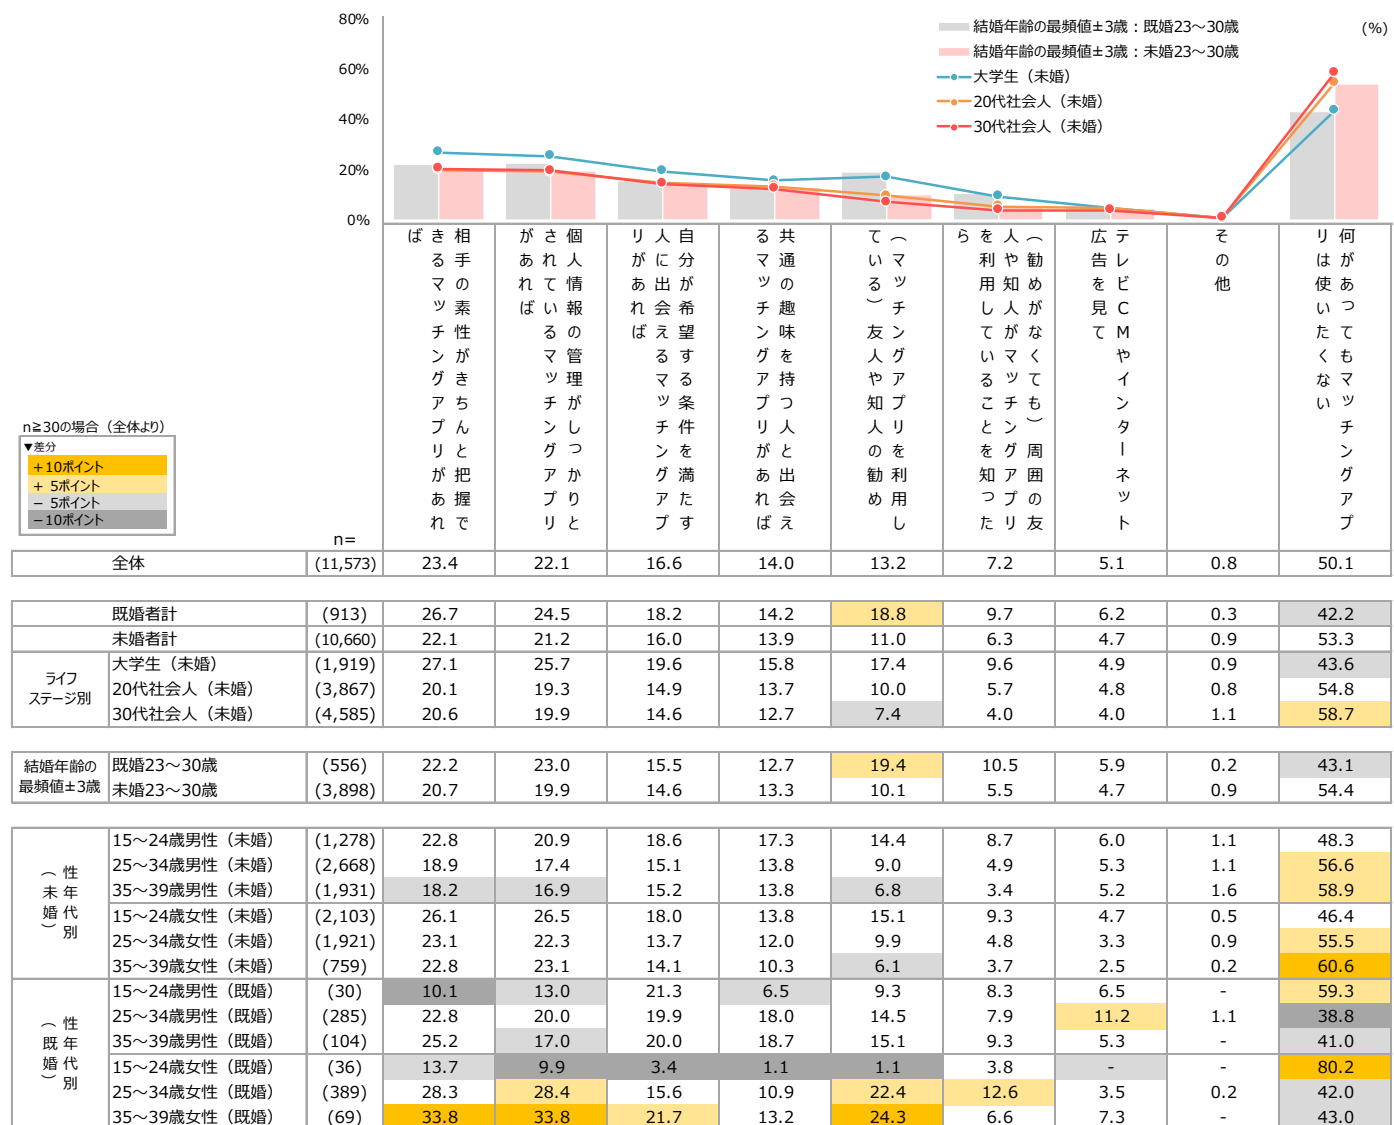 80%
60%
40%
20%
0%
結婚年齢の最頻値±3歳：既婚23～30歳
結婚年齢の最頻値±3歳：未婚23～30歳
大学生（未婚）
20代社会人（未婚）
30代社会人（未婚）
(%)
相手の素性がきちんと把握できるマッチングアプリがあれば
個人情報の管理がしっかりとされているマッチングアプリがあれば
自分が希望する条件を満たす人に出会えるマッチングアプリがあれば
共通の趣味を持つ人と出会えるマッチングアプリがあれば
（マッチングアプリを利用している）友人や知人の勧め
（勧めがなくても）周囲の友人や知人がマッチングアプリを利用していることを知ったら
テレビCMやインターネット広告を見て
その他
何があってもマッチングアプリは使いたくない
n≧30の場合（全体より）
▼差分
+10ポイント
+ 5ポイント
- 5ポイント
-10ポイント
n=
全体 (11,573) 23.4 22.1 16.6 14.0 13.2 7.2 5.1 0.8 50.1
既婚者計 (913) 26.7 24.5 18.2 14.2 18.8 9.7 6.2 0.3 42.2
未婚者計 (10,660) 22.1 21.2 16.0 13.9 11.0 6.3 4.7 0.9 53.3
ライフステージ別
大学生（未婚） (1,919) 27.1 25.7 19.6 15.8 17.4 9.6 4.9 0.9 43.6
20代社会人（未婚） (3,867) 20.1 19.3 14.9 13.7 10.0 5.7 4.8 0.8 54.8
30代社会人（未婚） (4,585) 20.6 19.9 14.6 12.7 7.4 4.0 4.0 1.1 58.7
結婚年齢の最頻値±3歳
既婚23～30歳 (556) 22.2 23.0 15.5 12.7 19.4 10.5 5.9 0.2 43.1
未婚23～30歳 (3,898) 20.7 19.9 14.6 13.3 10.1 5.5 4.7 0.9 54.4
性年代別（未婚）
15～24歳男性（未婚） (1,278) 22.8 20.9 18.6 17.3 14.4 8.7 6.0 1.1 48.3
25～34歳男性（未婚） (2,668) 18.9 17.4 15.1 13.8 9.0 4.9 5.3 1.1 56.6
35～39歳男性（未婚） (1,931) 18.2 16.9 15.2 13.8 6.8 3.4 5.2 1.6 58.9
15～24歳女性（未婚） (2,103) 26.1 26.5 18.0 13.8 15.1 9.3 4.7 0.5 46.4
25～34歳女性（未婚） (1,921) 23.1 22.3 13.7 12.0 9.9 4.8 3.3 0.9 55.5
35～39歳女性（未婚） (759) 22.8 23.1 14.1 10.3 6.1 3.7 2.5 0.2 60.6
性年代別（既婚）
15～24歳男性（既婚） (30) 10.1 13.0 21.3 6.5 9.3 8.3 6.5 - 59.3
25～34歳男性（既婚） (285) 22.8 20.0 19.9 18.0 14.5 7.9 11.2 1.1 38.8
35～39歳男性（既婚） (104) 25.2 17.0 20.0 18.7 15.1 9.3 5.3 - 41.0
15～24歳女性（既婚） (36) 13.7 9.9 3.4 1.1 1.1 3.8 - - 80.2
25～34歳女性（既婚） (389) 28.3 28.4 15.6 10.9 22.4 12.6 3.5 0.2 42.0
35～39歳女性（既婚） (69) 33.8 33.8 21.7 13.2 24.3 6.6 7.3 - 43.0